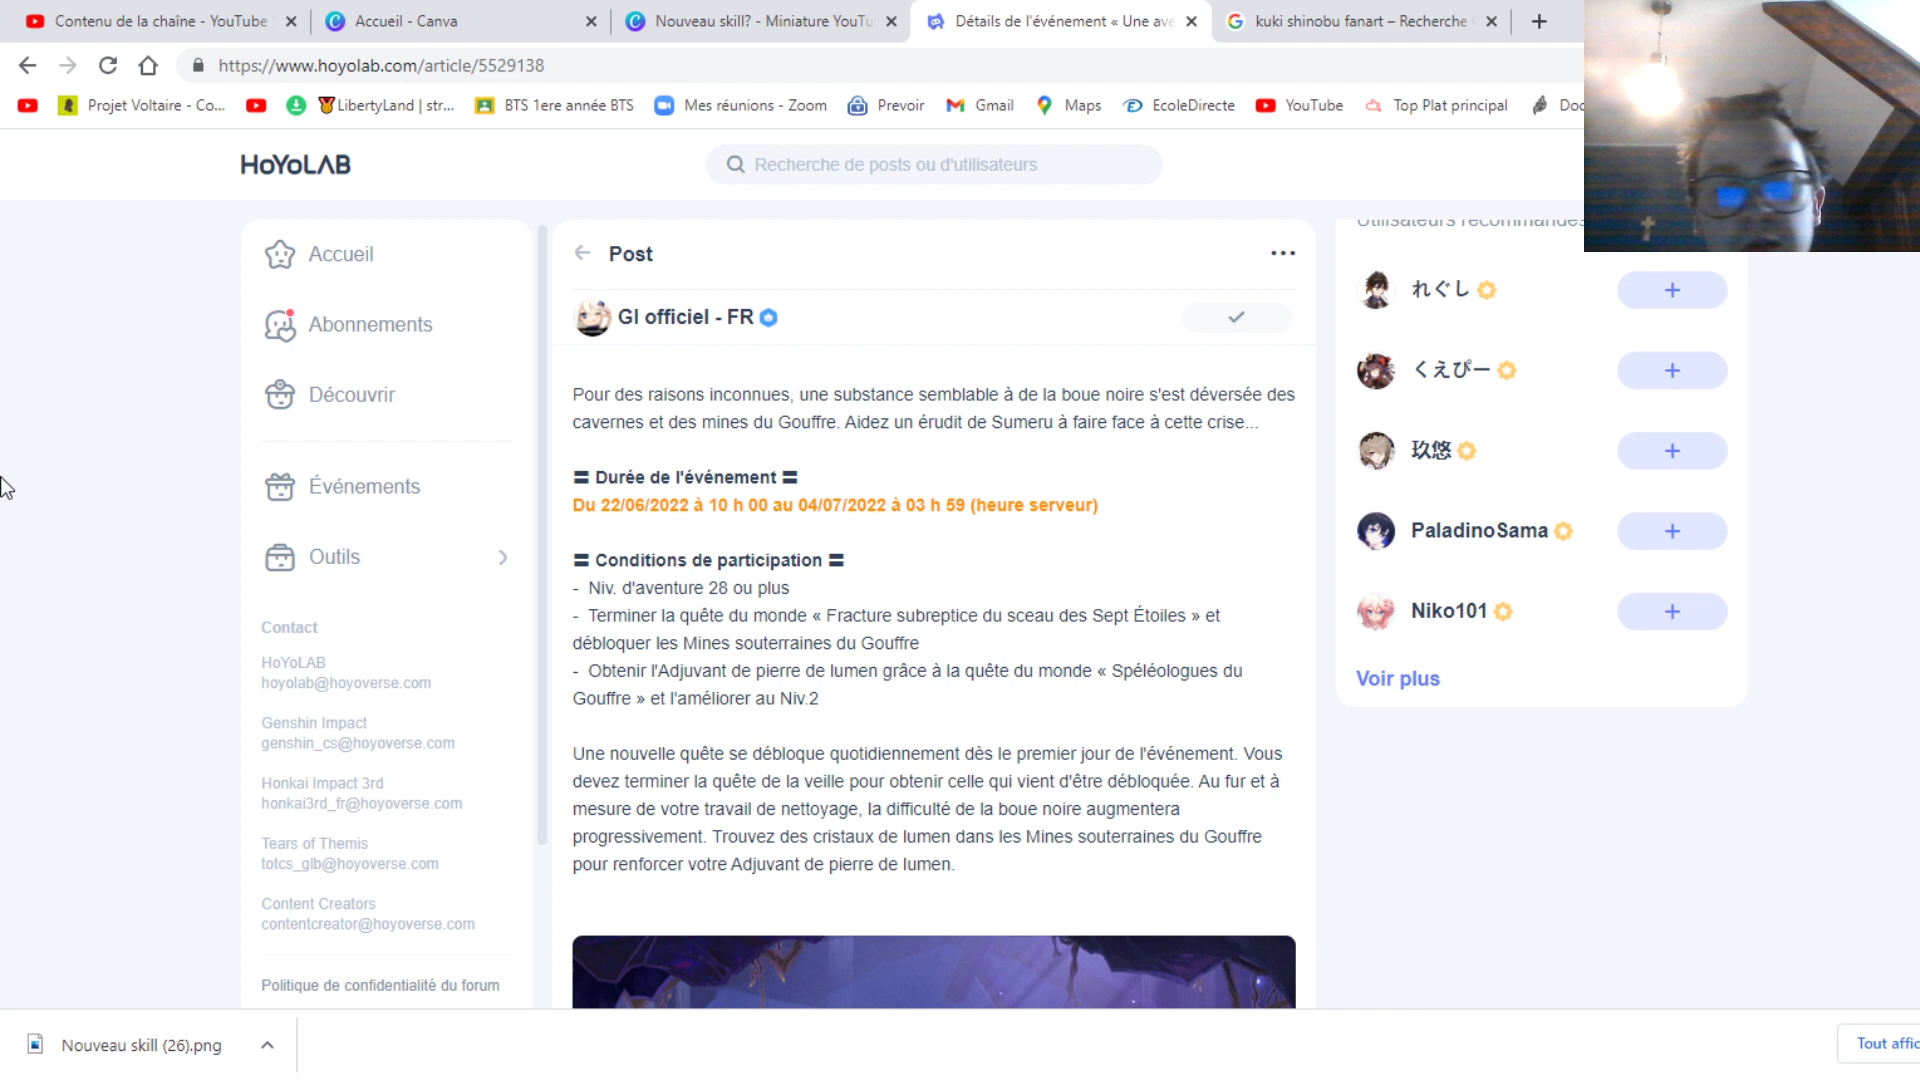 Contenu de la chaîne - YouTube
Accueil - Canva
Nouveau skill? - Miniature YouTu
Détails de l'événement « Une ave
kuki shinobu fanart – Recherche
https://www.hoyolab.com/article/5529138
Projet Voltaire - Co...
LibertyLand | str...
BTS 1ere année BTS
Mes réunions - Zoom
Prevoir
Gmail
Maps
EcoleDirecte
YouTube
Top Plat principal
Doc
HoYoLAB
Recherche de posts ou d'utilisateurs
Accueil
Abonnements
Découvrir
Événements
Outils
Contact
HoYoLAB
hoyolab@hoyoverse.com
Genshin Impact
genshin_cs@hoyoverse.com
Honkai Impact 3rd
honkai3rd_fr@hoyoverse.com
Tears of Themis
totcs_glb@hoyoverse.com
Content Creators
contentcreator@hoyoverse.com
Politique de confidentialité du forum
Post
GI officiel - FR
Pour des raisons inconnues, une substance semblable à de la boue noire s'est déversée des
cavernes et des mines du Gouffre. Aidez un érudit de Sumeru à faire face à cette crise...
〓 Durée de l'événement 〓
Du 22/06/2022 à 10 h 00 au 04/07/2022 à 03 h 59 (heure serveur)
〓 Conditions de participation 〓
- Niv. d'aventure 28 ou plus
- Terminer la quête du monde « Fracture subreptice du sceau des Sept Étoiles » et
débloquer les Mines souterraines du Gouffre
- Obtenir l'Adjuvant de pierre de lumen grâce à la quête du monde « Spéléologues du
Gouffre » et l'améliorer au Niv.2
Une nouvelle quête se débloque quotidiennement dès le premier jour de l'événement. Vous
devez terminer la quête de la veille pour obtenir celle qui vient d'être débloquée. Au fur et à
mesure de votre travail de nettoyage, la difficulté de la boue noire augmentera
progressivement. Trouvez des cristaux de lumen dans les Mines souterraines du Gouffre
pour renforcer votre Adjuvant de pierre de lumen.
Utilisateurs recommandés
れぐし
くえぴー
玖悠
PaladinoSama
Niko101
Voir plus
Nouveau skill (26).png
Tout affic